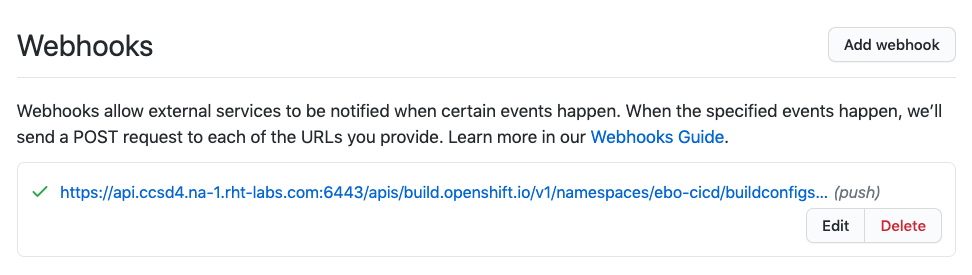 Webhooks
Add webhook
Webhooks allow external services to be notified when certain events happen. When the specified events happen, we’ll
send a POST request to each of the URLs you provide. Learn more in our Webhooks Guide.
https://api.ccsd4.na-1.rht-labs.com:6443/apis/build.openshift.io/v1/namespaces/ebo-cicd/buildconfigs... (push)
Edit
Delete